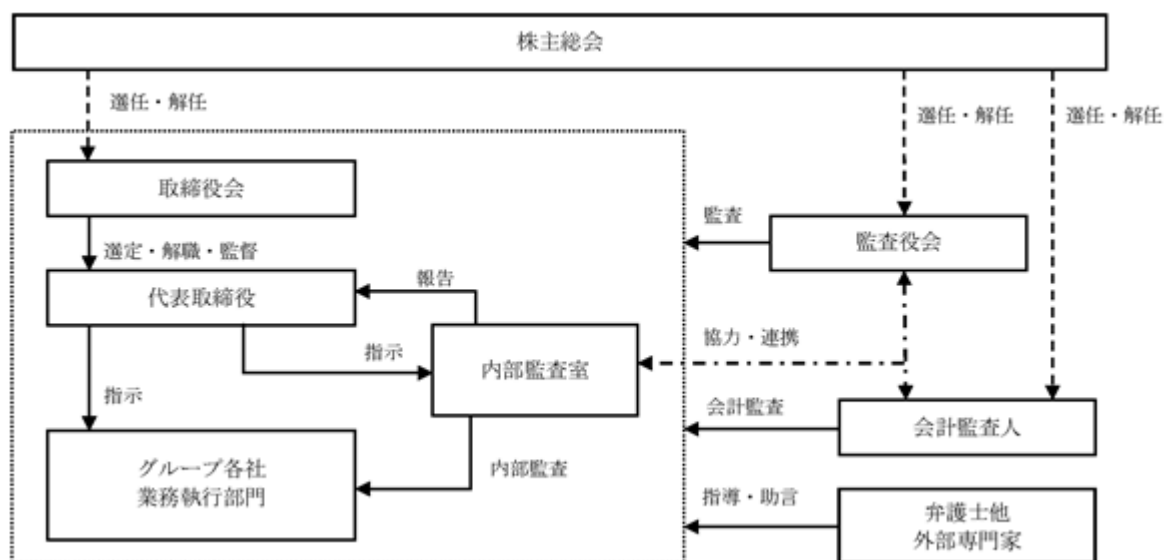 株主総会
選任・解任
選任・解任
選任・解任
取締役会
監査
監査役会
選定・解職・監督
代表取締役
報告
指示
内部監査室
協力・連携
指示
会計監査
会計監査人
グループ各社
業務執行部門
内部監査
指導・助言
弁護士他
外部専門家